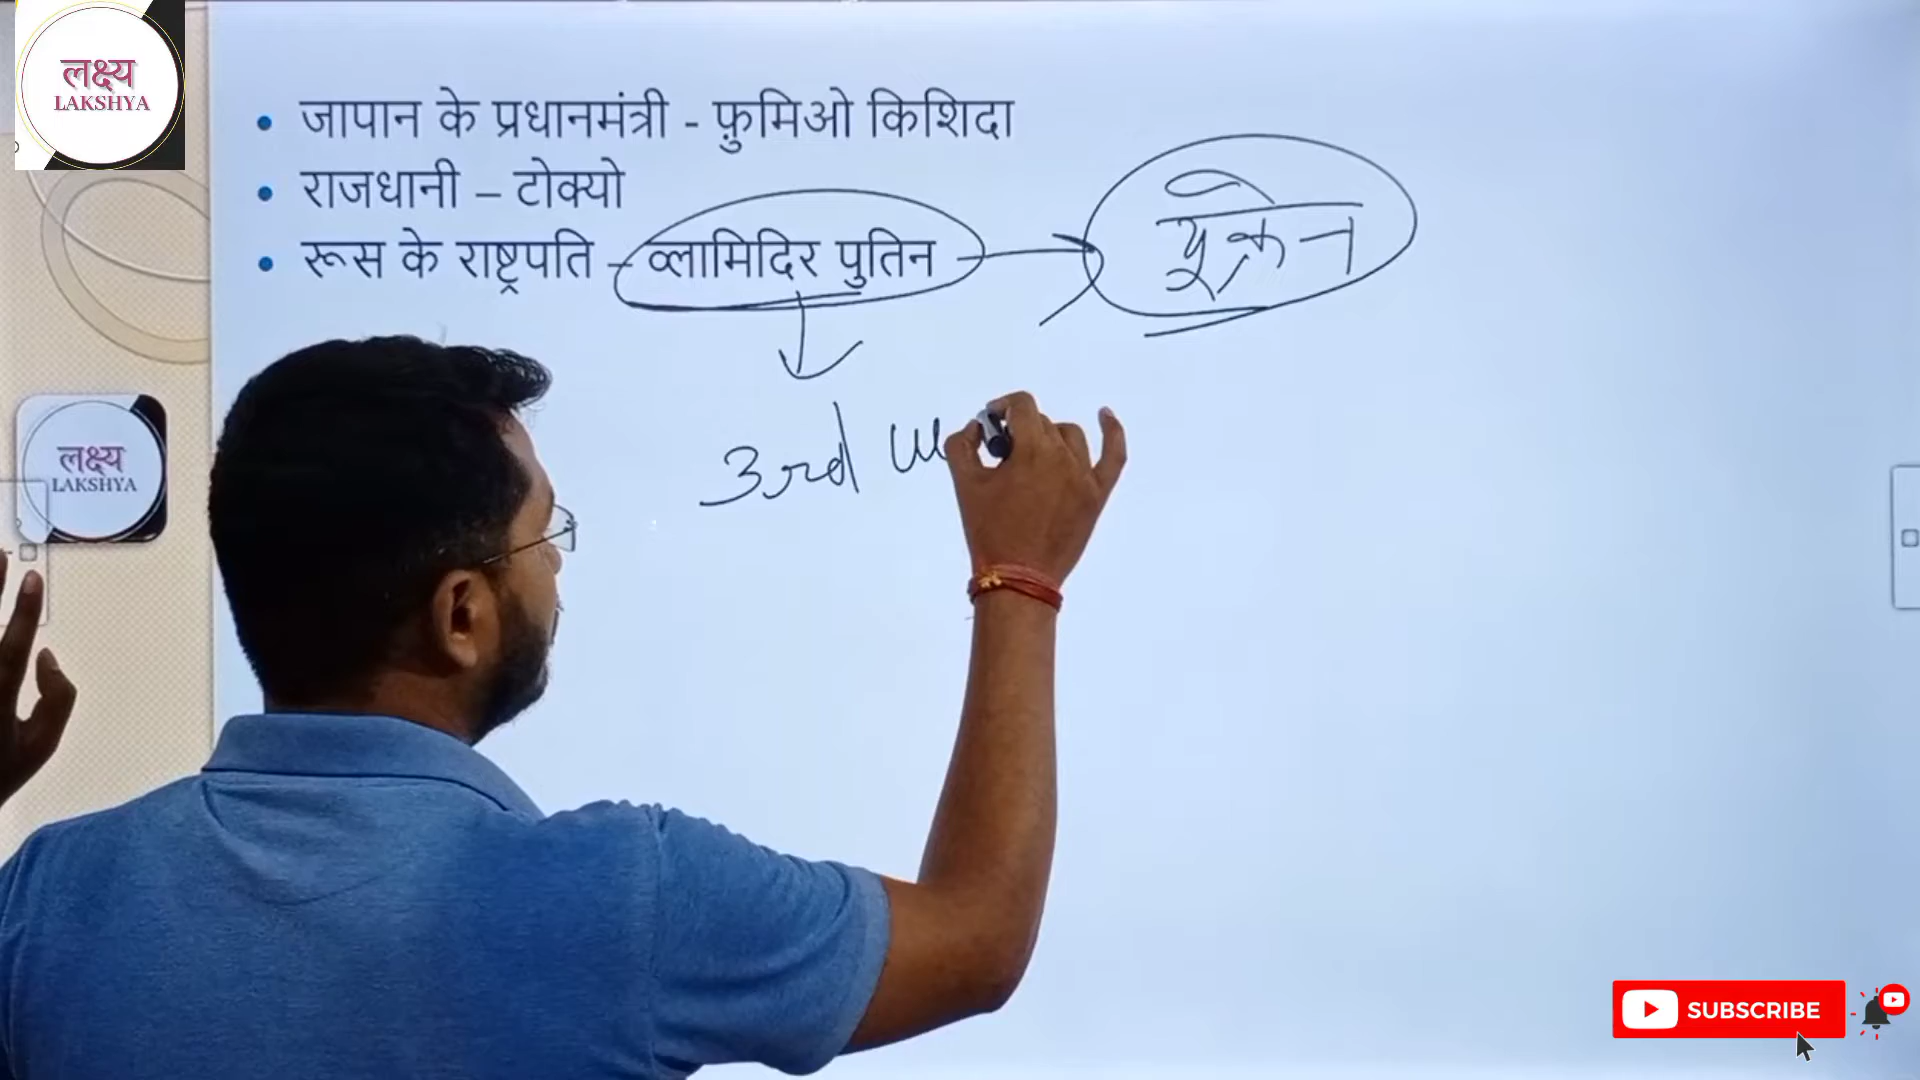 लक्ष्य
LAKSHYA
• जापान के प्रधानमंत्री - फ़ुमिओ किशिदा
• राजधानी – टोक्यो
• रूस के राष्ट्रपति – व्लामिदिर पुतिन
यूक्रेन
3rd
लक्ष्य
LAKSHYA
SUBSCRIBE